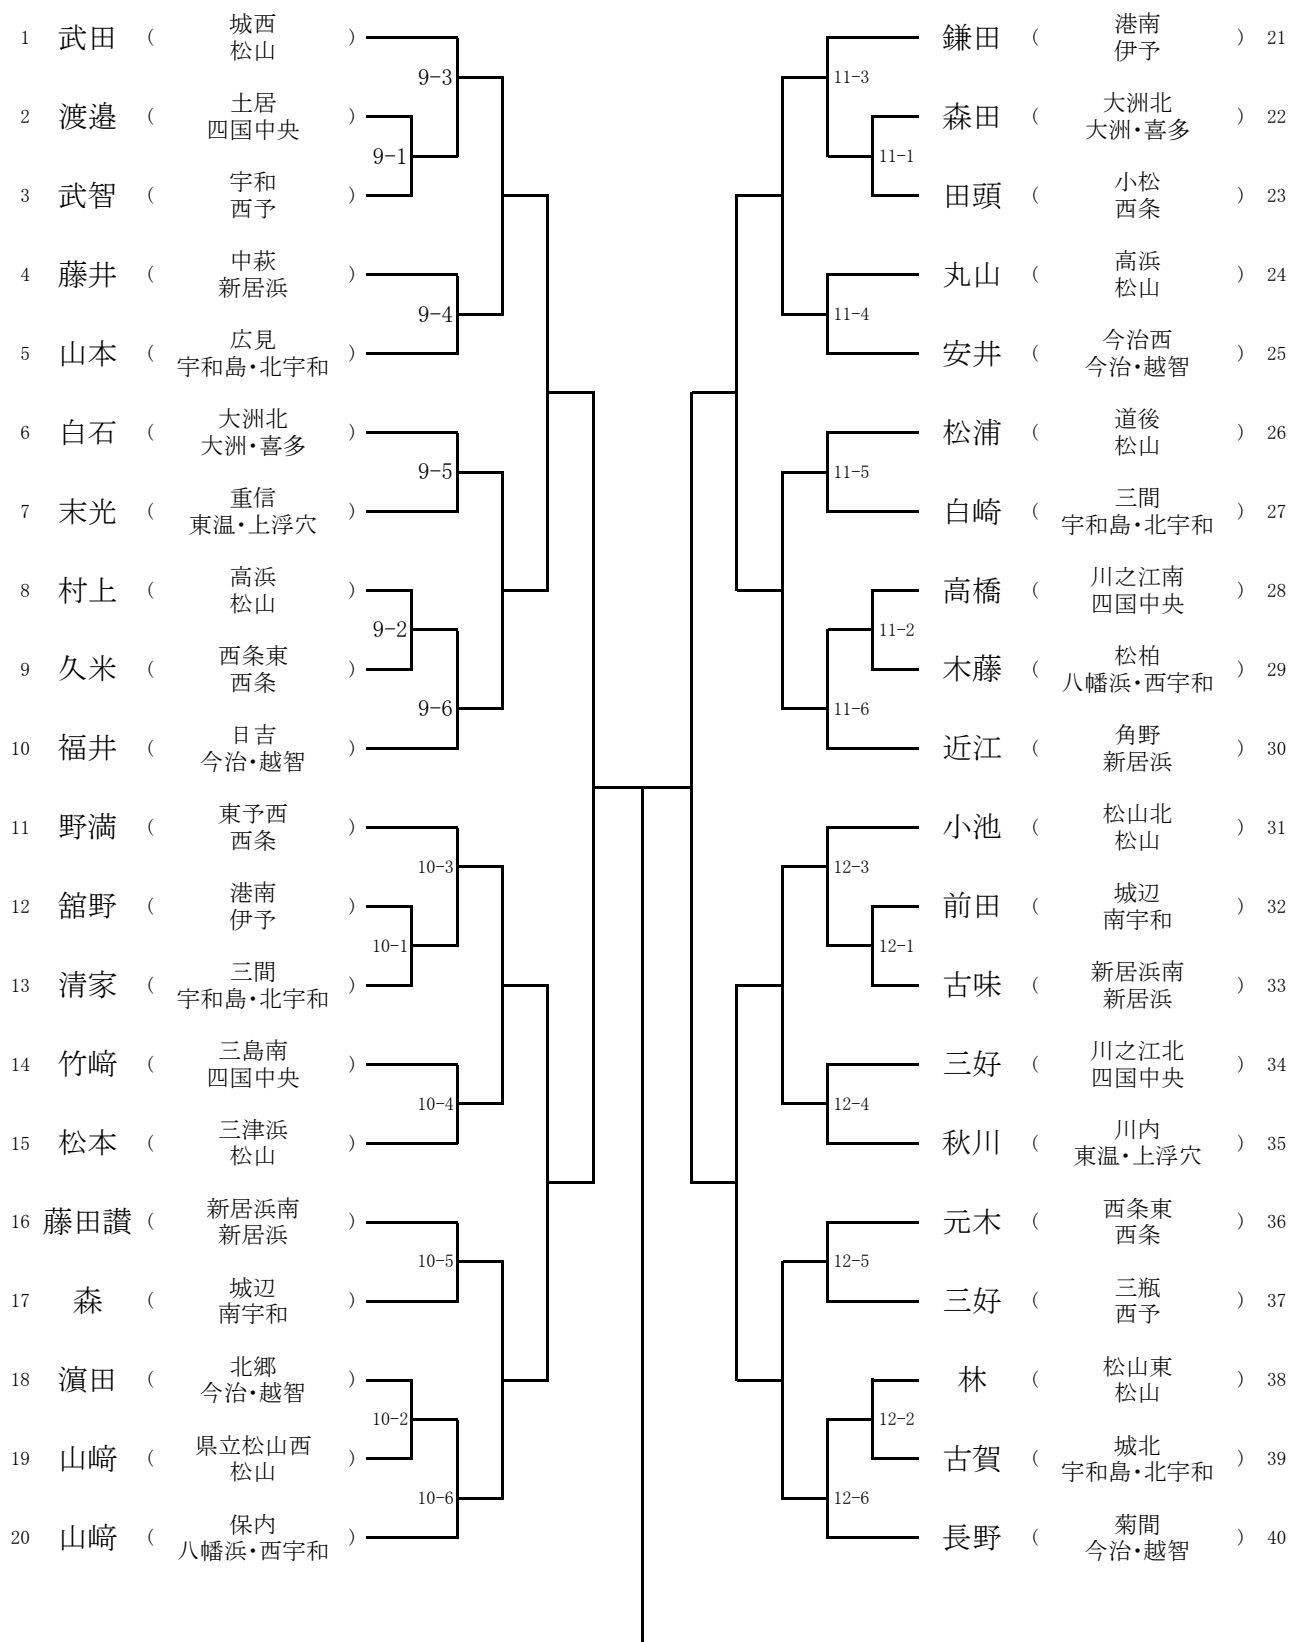 1 武田 ( 城西 松山 )
2 渡邉 ( 土居 四国中央 )
3 武智 ( 宇和 西予 )
4 藤井 ( 中萩 新居浜 )
5 山本 ( 広見 宇和島・北宇和 )
6 白石 ( 大洲北 大洲・喜多 )
7 末光 ( 重信 東温・上浮穴 )
8 村上 ( 高浜 松山 )
9 久米 ( 西条東 西条 )
10 福井 ( 日吉 今治・越智 )
11 野満 ( 東予西 西条 )
12 舘野 ( 港南 伊予 )
13 清家 ( 三間 宇和島・北宇和 )
14 竹﨑 ( 三島南 四国中央 )
15 松本 ( 三津浜 松山 )
16 藤田讃 ( 新居浜南 新居浜 )
17 森 ( 城辺 南宇和 )
18 濵田 ( 北郷 今治・越智 )
19 山﨑 ( 県立松山西 松山 )
20 山﨑 ( 保内 八幡浜・西宇和 )
9-3
9-1
9-4
9-5
9-2
9-6
10-3
10-1
10-4
10-5
10-2
10-6
11-3
11-1
11-4
11-5
11-2
11-6
12-3
12-1
12-4
12-5
12-2
12-6
鎌田 ( 港南 伊予 ) 21
森田 ( 大洲北 大洲・喜多 ) 22
田頭 ( 小松 西条 ) 23
丸山 ( 高浜 松山 ) 24
安井 ( 今治西 今治・越智 ) 25
松浦 ( 道後 松山 ) 26
白崎 ( 三間 宇和島・北宇和 ) 27
高橋 ( 川之江南 四国中央 ) 28
木藤 ( 松柏 八幡浜・西宇和 ) 29
近江 ( 角野 新居浜 ) 30
小池 ( 松山北 松山 ) 31
前田 ( 城辺 南宇和 ) 32
古味 ( 新居浜南 新居浜 ) 33
三好 ( 川之江北 四国中央 ) 34
秋川 ( 川内 東温・上浮穴 ) 35
元木 ( 西条東 西条 ) 36
三好 ( 三瓶 西予 ) 37
林 ( 松山東 松山 ) 38
古賀 ( 城北 宇和島・北宇和 ) 39
長野 ( 菊間 今治・越智 ) 40